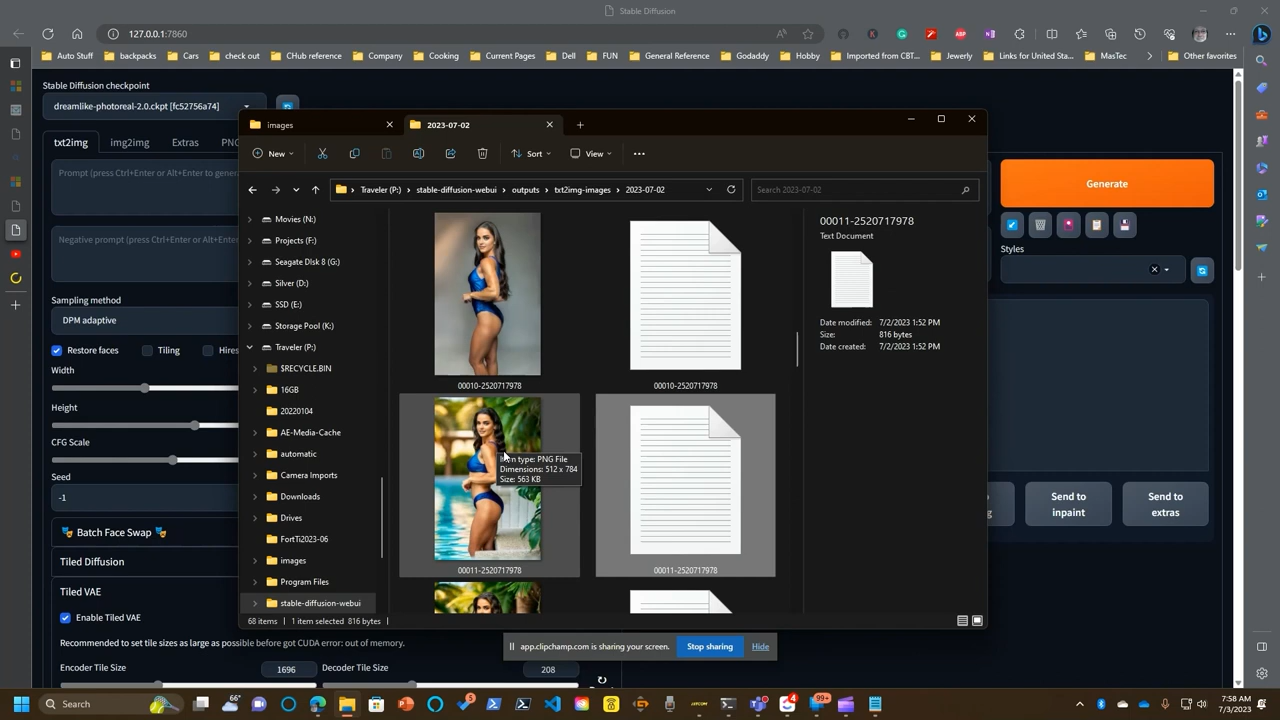 Stable Diffusion
127.0.0.1:7860
Auto Stuff backpacks Cars check out CHub reference Company Cooking Current Pages Dell FUN General Reference Godaddy Hobby Imported from CBT... Jewerly Links for United Sta... MasTec Other favorites
Stable Diffusion checkpoint
dreamlike-photoreal-2.0.ckpt [fc52756a74]
txt2img img2img Extras PNG
Prompt (press Ctrl+Enter or Alt+Enter to gener
Negative prompt (press Ctrl+Enter or Alt+Ente
Sampling method
DPM adaptive
Restore faces Tiling Hires
Width
Height
CFG Scale
Seed
-1
Batch Face Swap
Tiled Diffusion
Tiled VAE
Enable Tiled VAE
Recommended to set tile sizes as large as possible before got CUDA error: out of memory.
Encoder Tile Size 1696 Decoder Tile Size 208
Generate
Styles
Send to inpaint
Send to extras
images 2023-07-02
New Sort View
Traveler (P:) stable-diffusion-webui outputs txt2img-images 2023-07-02
Search 2023-07-02
Movies (N:)
Projects (F:)
Seagate DIsk 8 (G:)
Silver (D:)
SSD (E:)
Storage Pool (K:)
Traveler (P:)
$RECYCLE.BIN
16GB
20220104
AE-Media-Cache
automatic
Camera Imports
Downloads
Drives
FortTi2023-06
images
Program Files
stable-diffusion-webui
00010-2520717978 00010-2520717978
type: PNG File
Dimensions: 512 x 784
Size: 563 KB
00011-2520717978 00011-2520717978
00011-2520717978
Text Document
Date modified: 7/2/2023 1:52 PM
Size: 816 bytes
Date created: 7/2/2023 1:52 PM
68 items 1 item selected 816 bytes
app.clipchamp.com is sharing your screen. Stop sharing Hide
Search
66°
5
4
99+
7:58 AM
7/3/2023